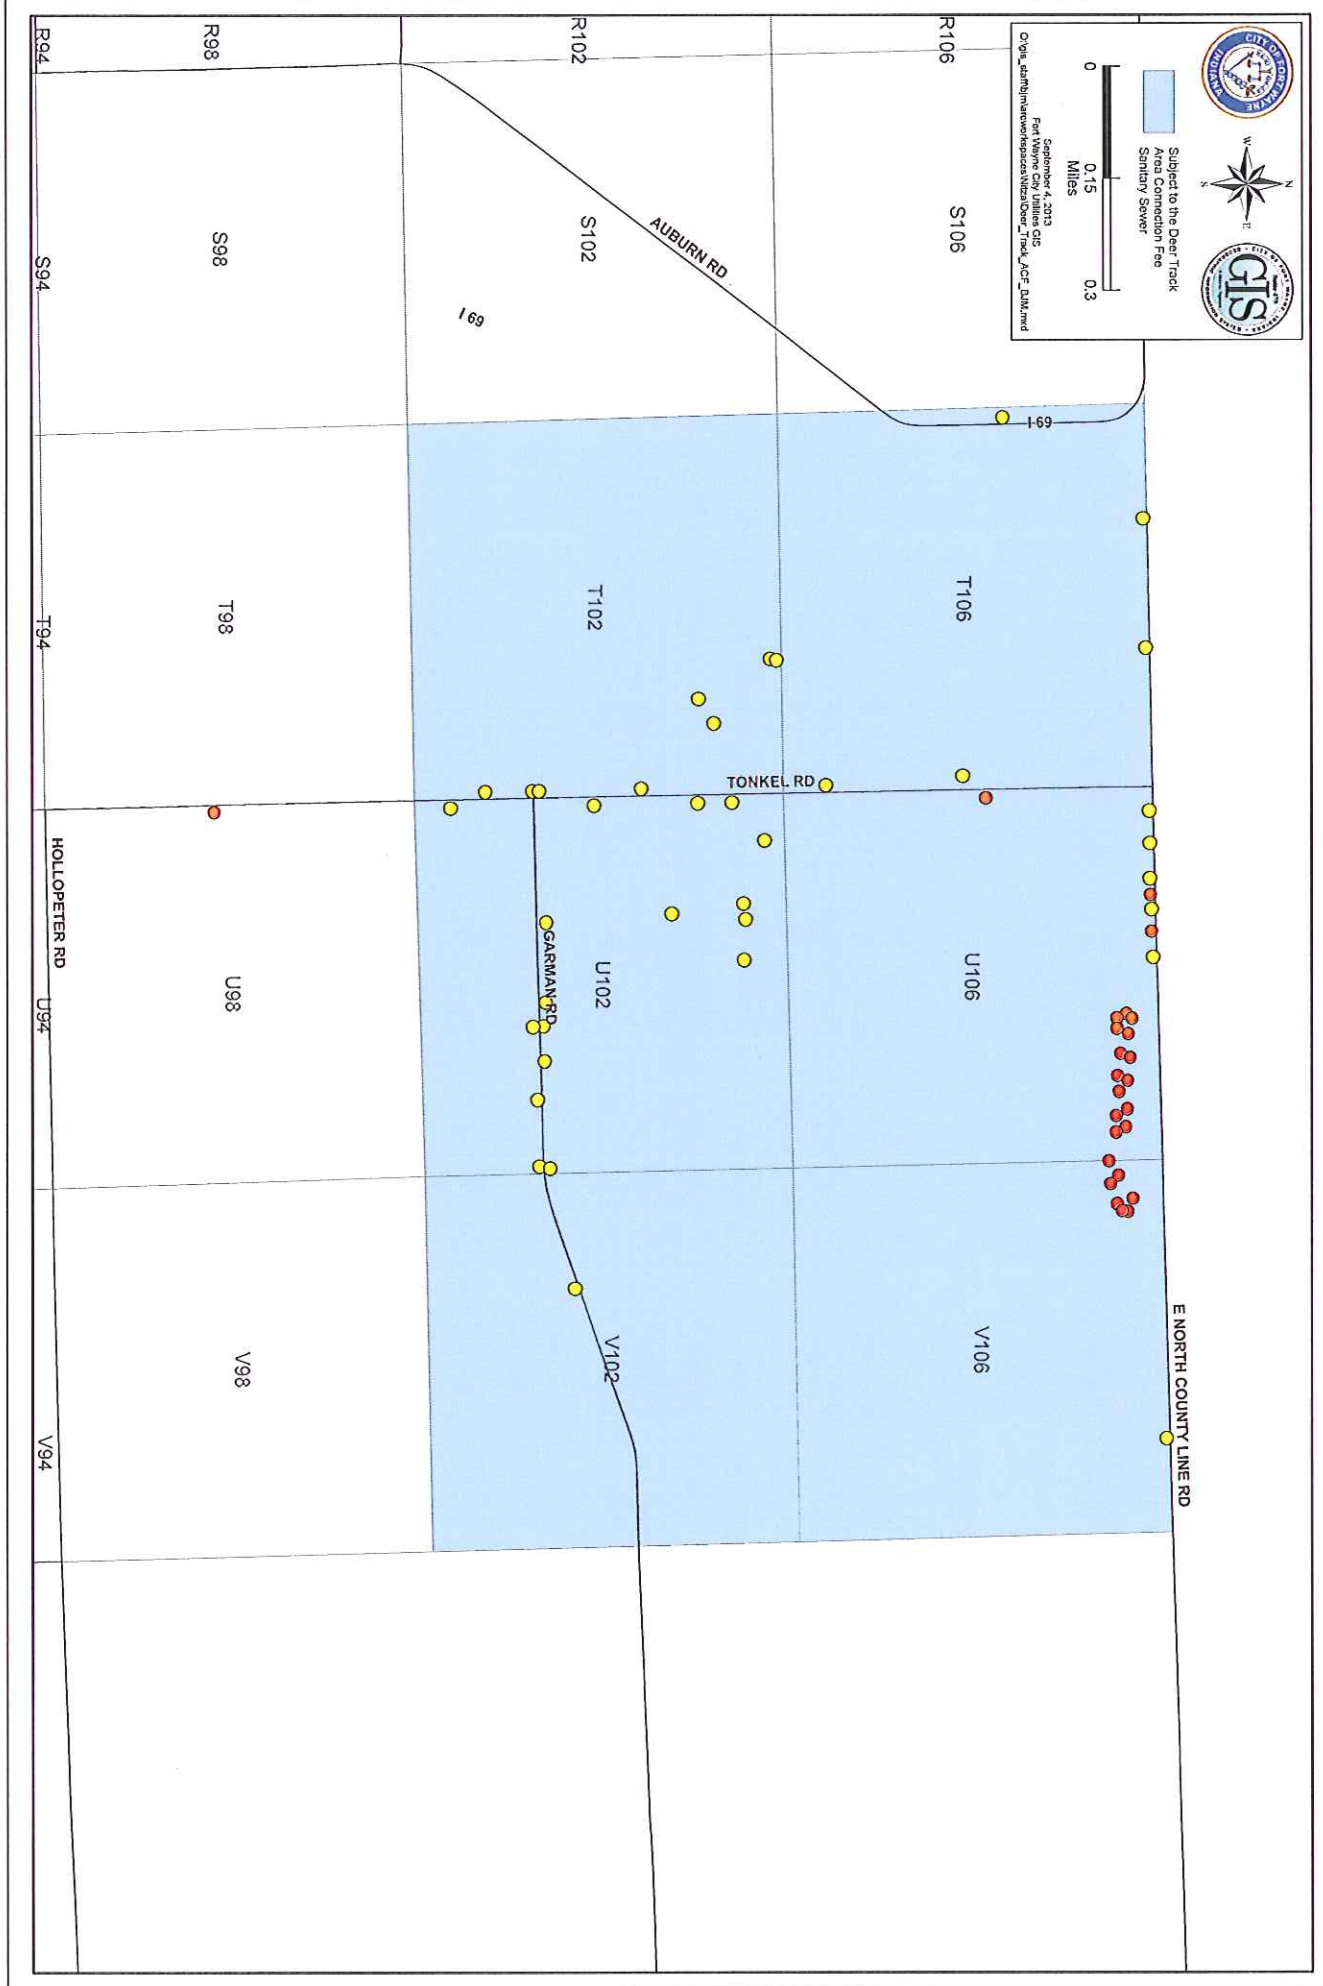 CITY OF FORT WAYNE
INDIANA
N
W
E
S
GIS
Subject to the Deer Track
Area Connection Fee
Sanitary Sewer
0
0.15
0.3
Miles
September 4, 2013
Fort Wayne City Utilities GIS
E NORTH COUNTY LINE RD
R106
S106
I-69
T106
U106
V106
AUBURN RD
TONKEL RD
R102
S102
I 69
T102
U102
V102
GARMAN RD
R98
S98
T98
U98
V98
HOLLOPETER RD
R94
S94
T94
U94
V94